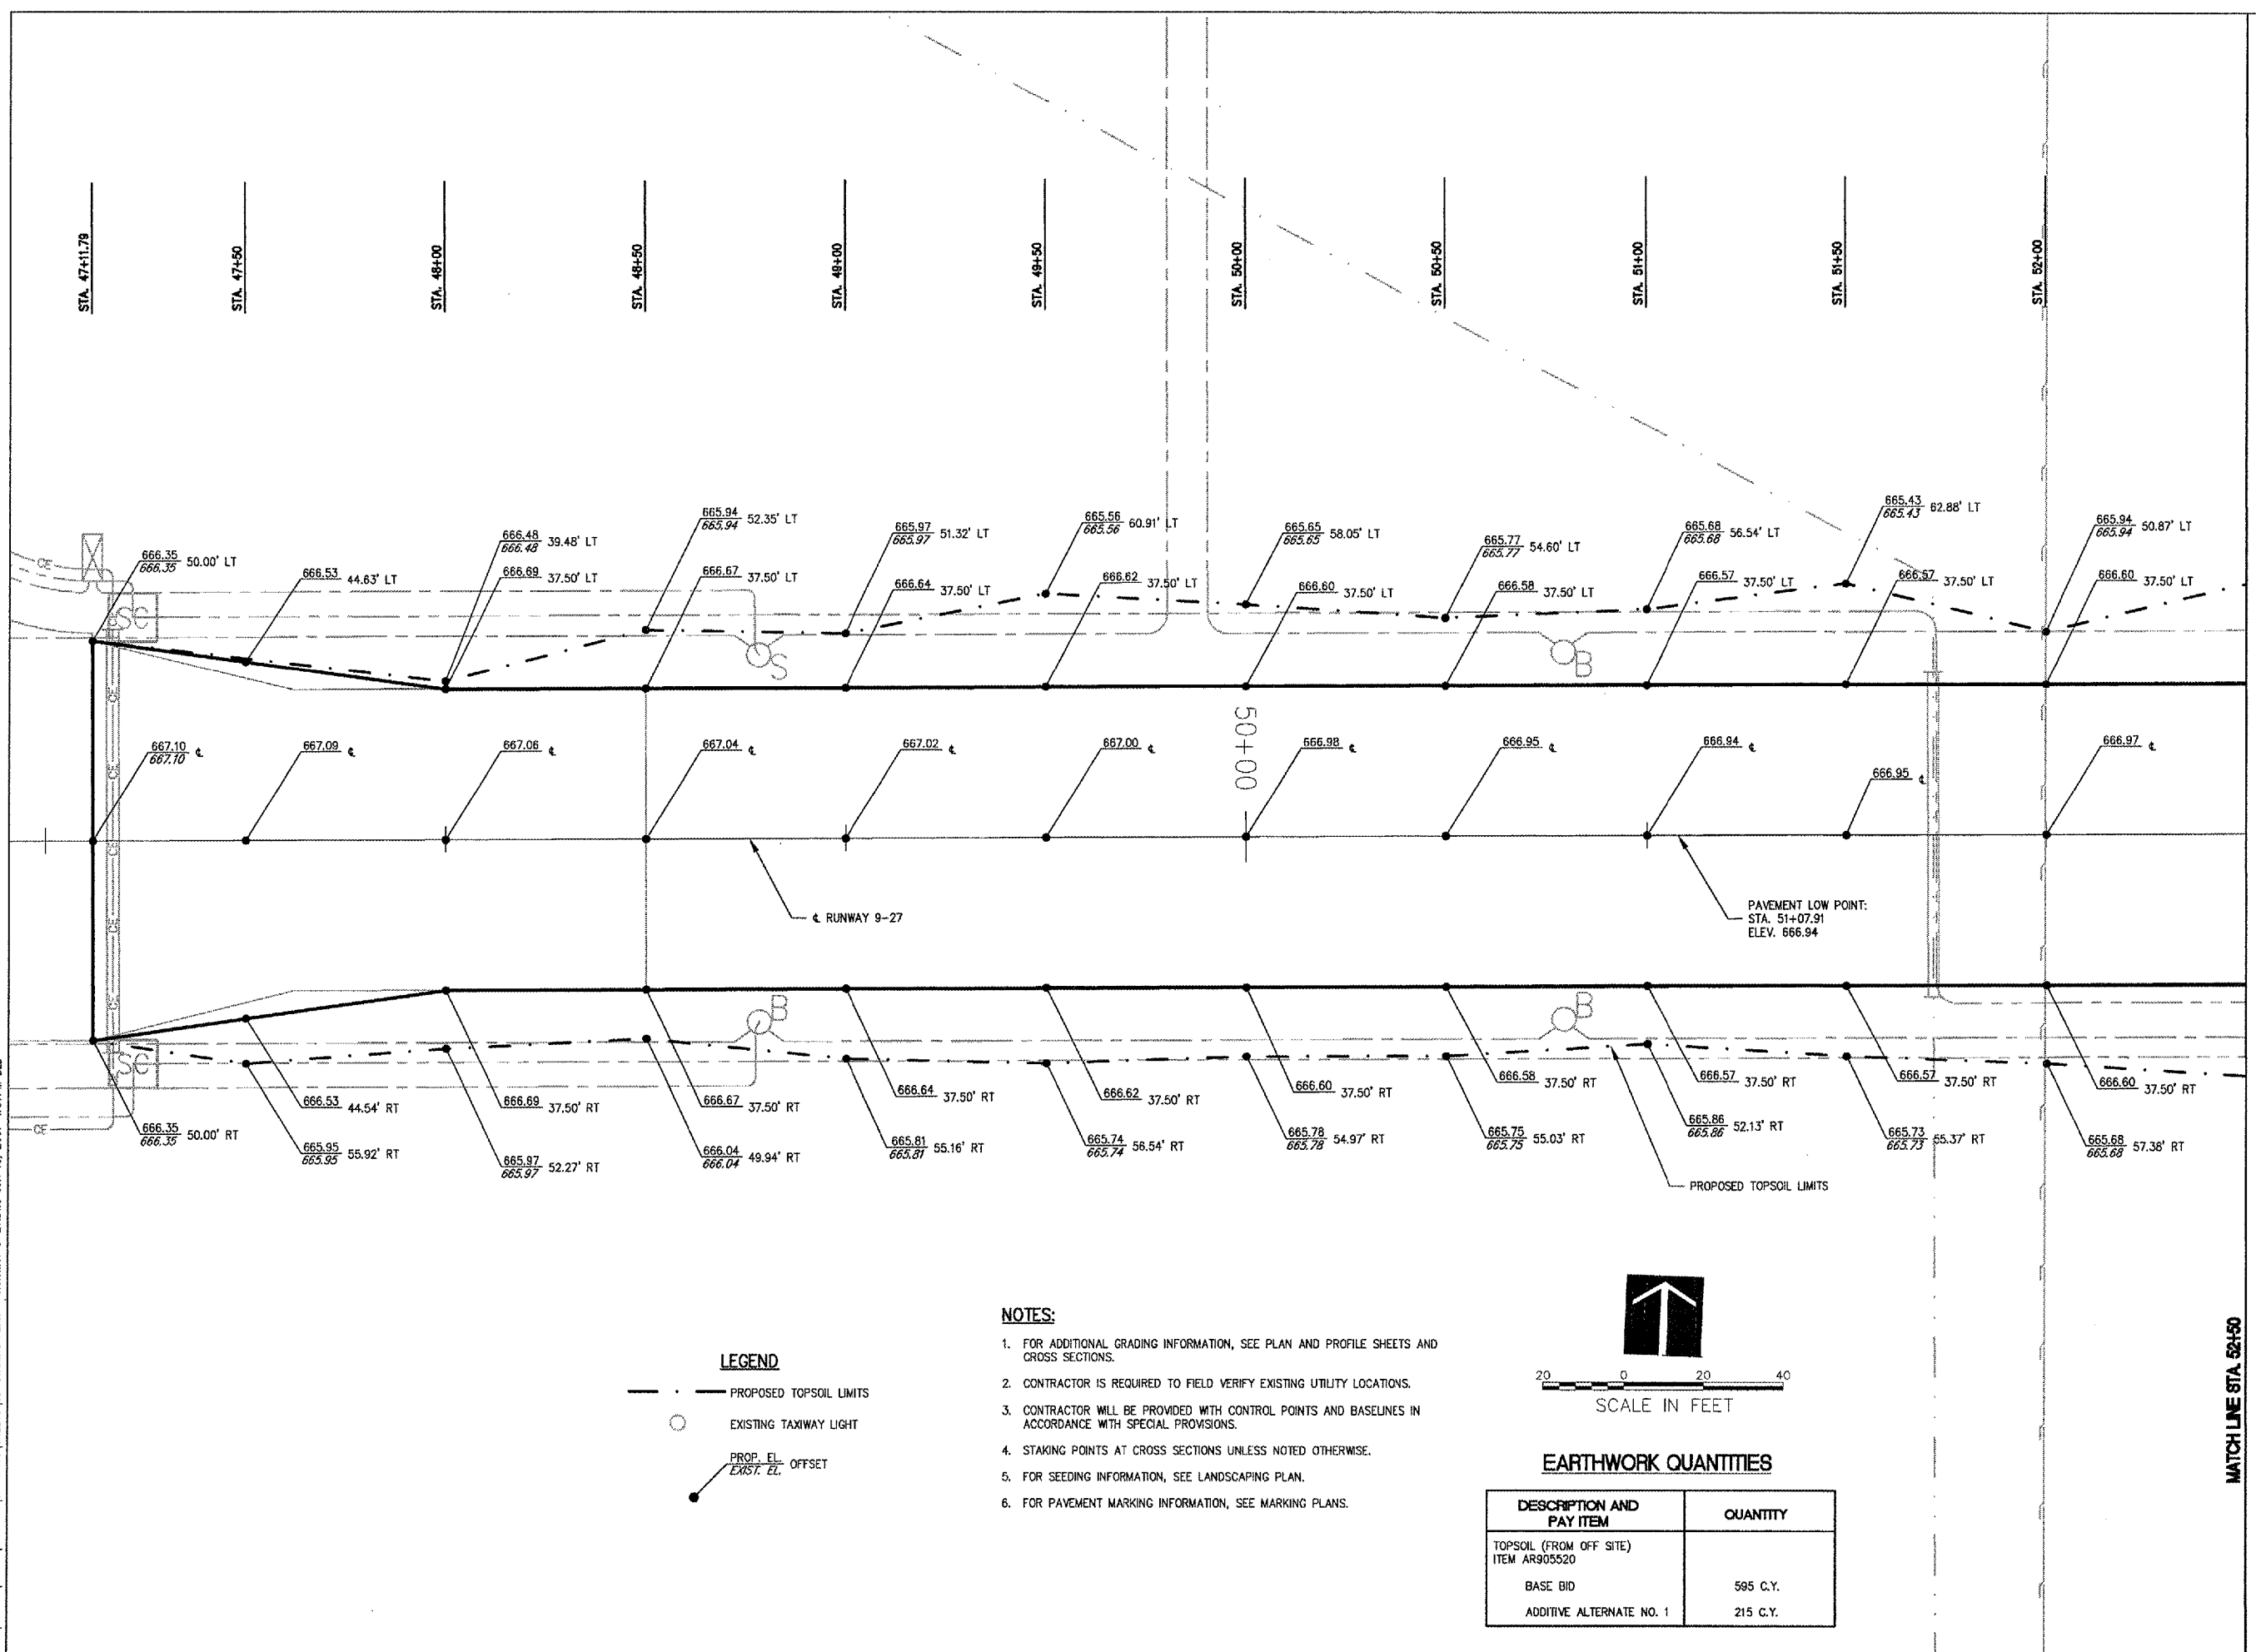 STA. 47+11.79
STA. 47+50
STA. 48+00
STA. 48+50
STA. 49+00
STA. 49+50
STA. 50+00
STA. 50+50
STA. 51+00
STA. 51+50
STA. 52+00
666.35
666.35 50.00' LT
666.53 44.63' LT
666.48
666.48 39.48' LT
666.69 37.50' LT
665.94
665.94 52.35' LT
666.67 37.50' LT
665.97
665.97 51.32' LT
666.64 37.50' LT
665.56
665.56 60.91' LT
666.62 37.50' LT
665.65
665.65 58.05' LT
666.60 37.50' LT
665.77
665.77 54.60' LT
666.58 37.50' LT
665.68
665.68 56.54' LT
666.57 37.50' LT
665.43
665.43 62.88' LT
666.57 37.50' LT
665.94
665.94 50.87' LT
666.60 37.50' LT
CE
SC
S
B
CE
CE
CE
CE
CE
667.10
667.10 ℄
667.09 ℄
667.06 ℄
667.04 ℄
667.02 ℄
667.00 ℄
50+00
666.98 ℄
666.95 ℄
666.94 ℄
666.95 ℄
666.97 ℄
℄ RUNWAY 9-27
PAVEMENT LOW POINT:
STA. 51+07.91
ELEV. 666.94
SC
B
B
CE
666.35
666.35 50.00' RT
666.53 44.54' RT
665.95
665.95 55.92' RT
666.69 37.50' RT
665.97
665.97 52.27' RT
666.67 37.50' RT
666.04
666.04 49.94' RT
666.64 37.50' RT
665.81
665.81 55.16' RT
666.62 37.50' RT
665.74
665.74 56.54' RT
666.60 37.50' RT
665.78
665.78 54.97' RT
666.58 37.50' RT
665.75
665.75 55.03' RT
666.57 37.50' RT
665.86
665.86 52.13' RT
666.57 37.50' RT
665.73
665.73 55.37' RT
666.60 37.50' RT
665.68
665.68 57.38' RT
PROPOSED TOPSOIL LIMITS
LEGEND
PROPOSED TOPSOIL LIMITS
EXISTING TAXIWAY LIGHT
PROP. EL.
EXIST. EL. OFFSET
NOTES:
1. FOR ADDITIONAL GRADING INFORMATION, SEE PLAN AND PROFILE SHEETS AND
CROSS SECTIONS.
2. CONTRACTOR IS REQUIRED TO FIELD VERIFY EXISTING UTILITY LOCATIONS.
3. CONTRACTOR WILL BE PROVIDED WITH CONTROL POINTS AND BASELINES IN
ACCORDANCE WITH SPECIAL PROVISIONS.
4. STAKING POINTS AT CROSS SECTIONS UNLESS NOTED OTHERWISE.
5. FOR SEEDING INFORMATION, SEE LANDSCAPING PLAN.
6. FOR PAVEMENT MARKING INFORMATION, SEE MARKING PLANS.
20 0 20 40
SCALE IN FEET
EARTHWORK QUANTITIES
DESCRIPTION AND
PAY ITEM
QUANTITY
TOPSOIL (FROM OFF SITE)
ITEM AR905520
BASE BID 595 C.Y.
ADDITIVE ALTERNATE NO. 1 215 C.Y.
MATCH LINE STA. 52+50